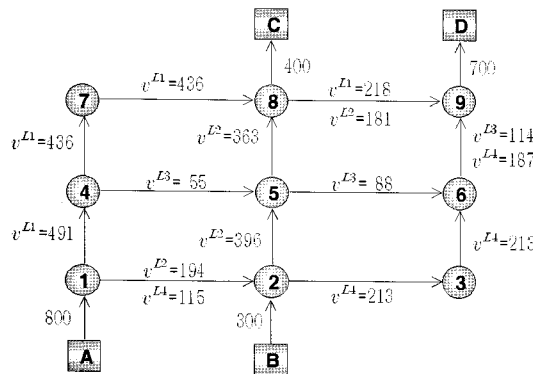 C
D
400
700
v^{L1}=436
v^{L1}=218
7
8
9
v^{L2}=181
v^{L1}=436
v^{L2}=363
v^{L3}=114
v^{L4}=187
v^{L3}= 55
v^{L3}= 88
4
5
6
v^{L1}=491
v^{L2}=396
v^{L4}=213
v^{L2}=194
1
2
3
v^{L4}=115
v^{L4}=213
800
300
A
B